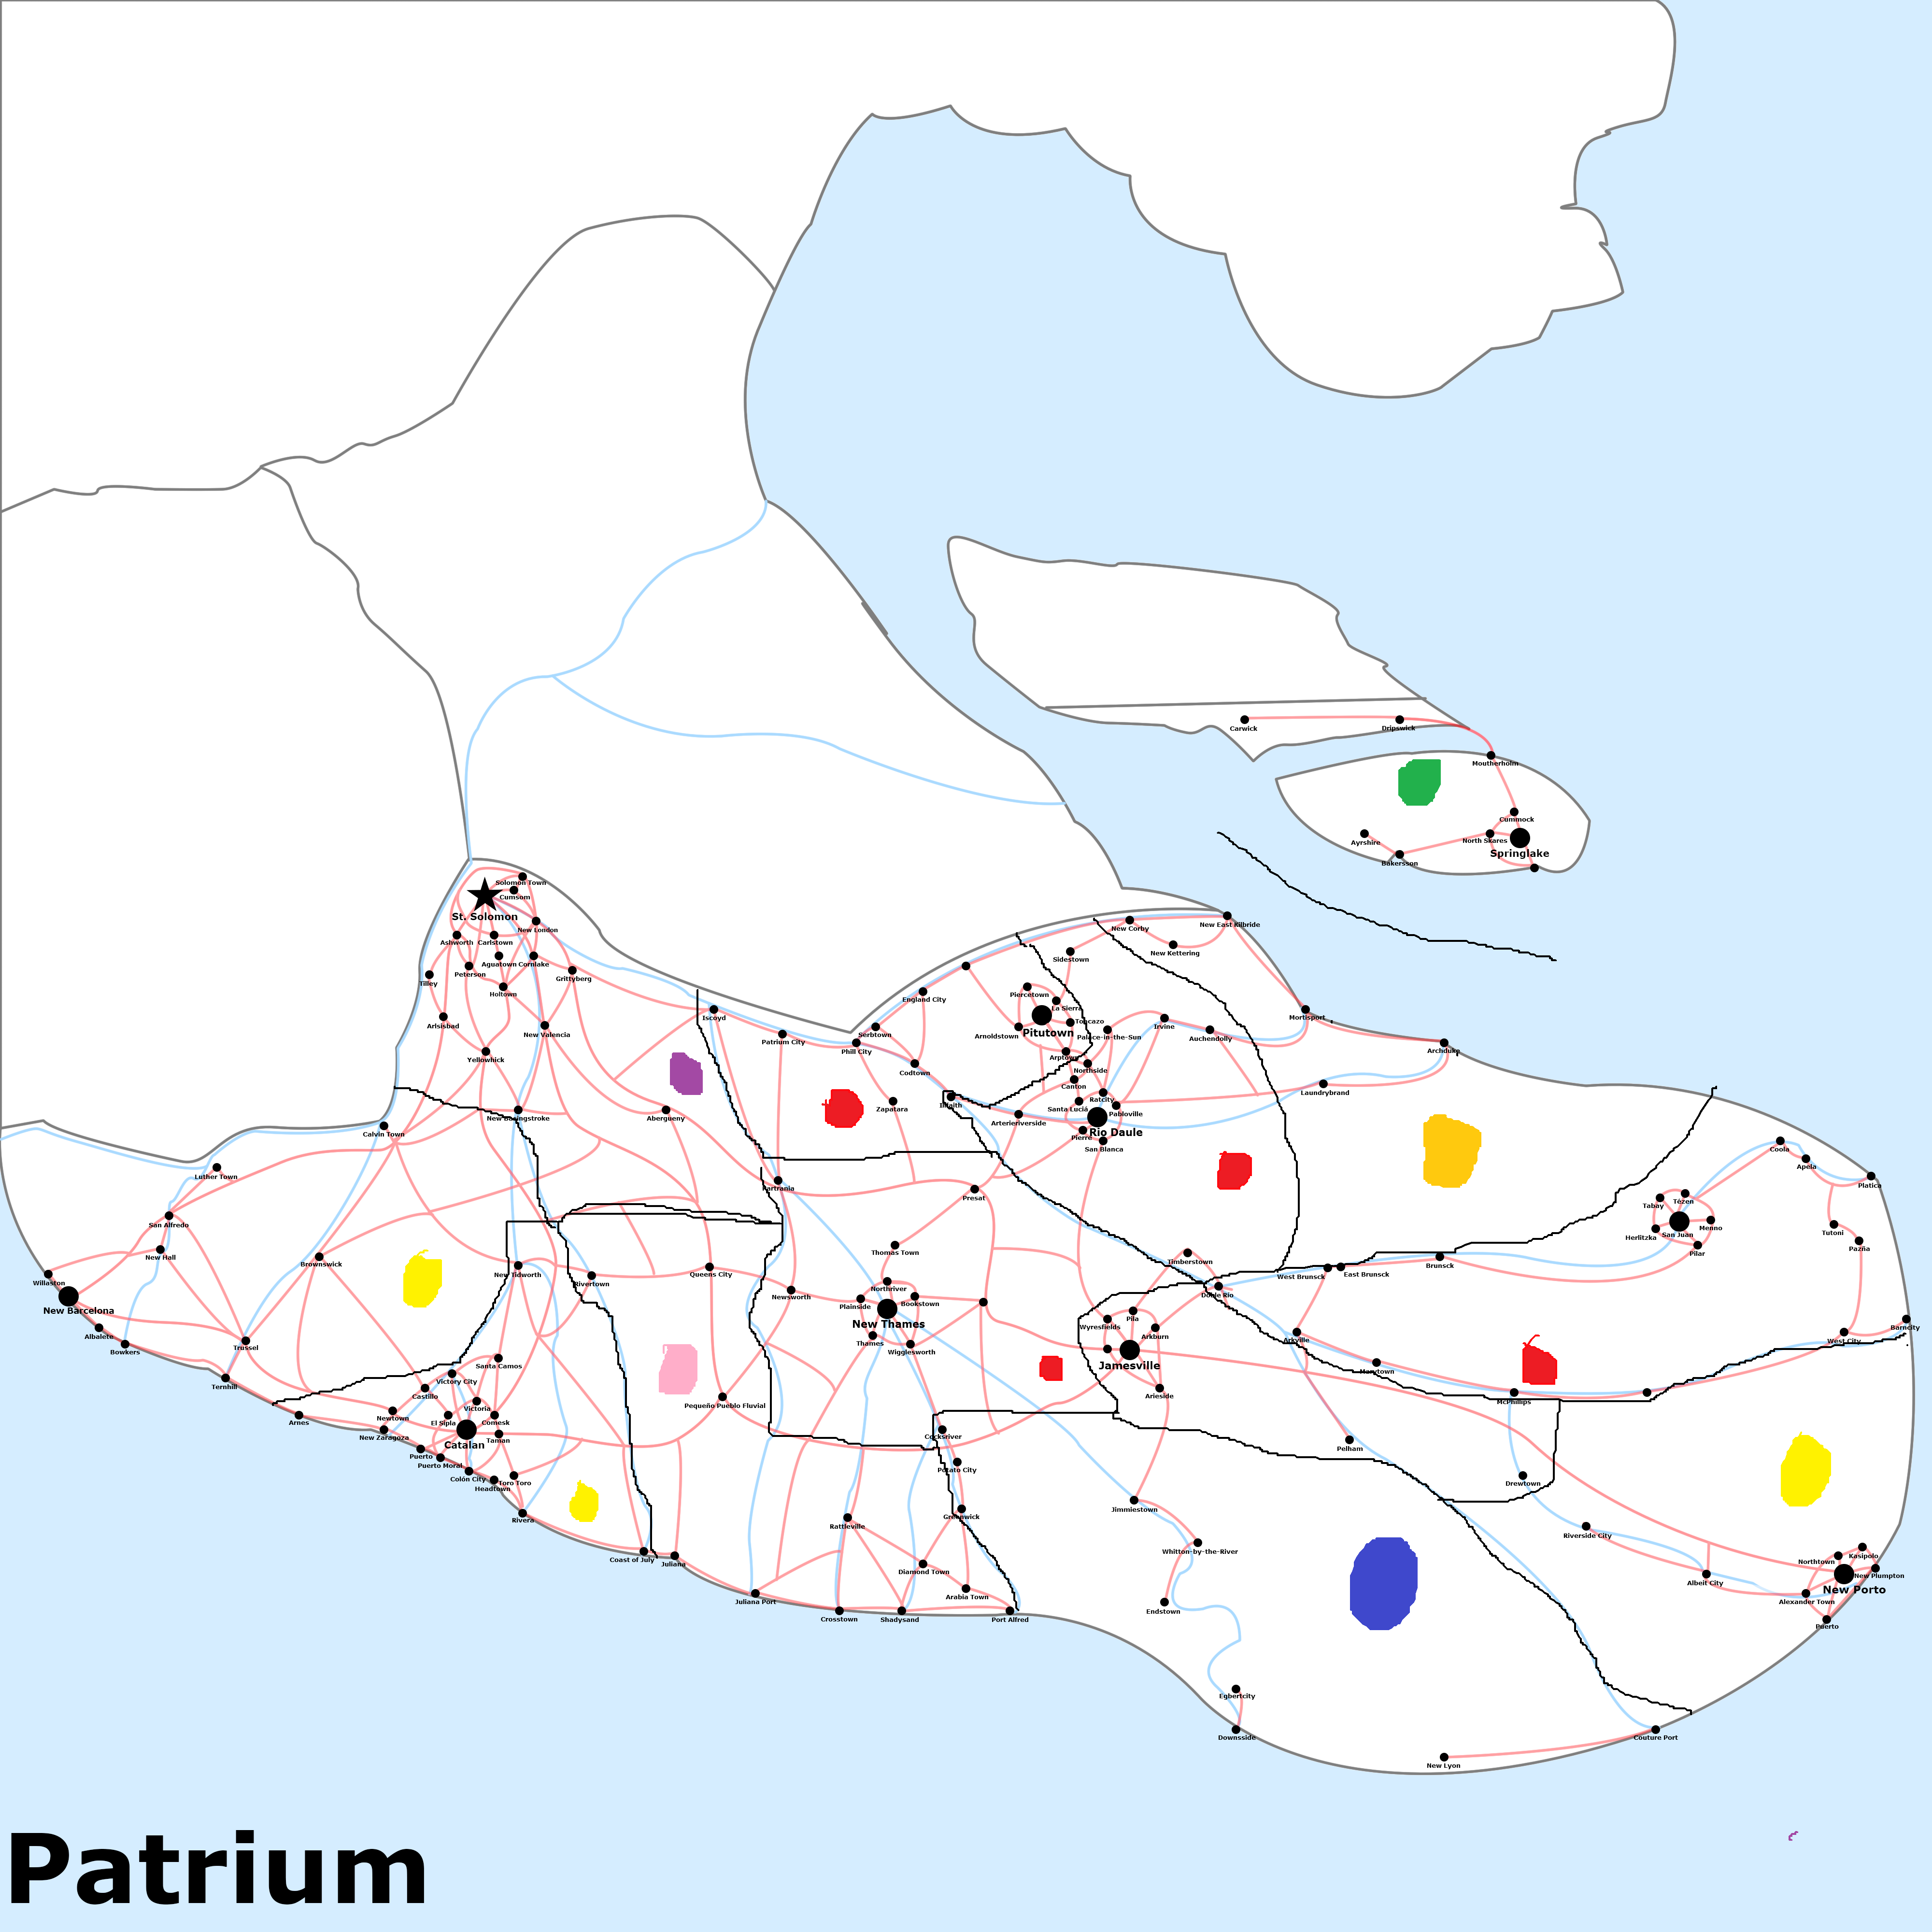 Carwick
Dripswick
Moutherholm
Cummock
Ayrshire
North Skares
Bakersson
Springlake
Solomon Town
Cumsom
St. Solomon
New London
Ashworth
Carlstown
Aguatown
Cornlake
Peterson
Tilley
Holtown
Grittyberg
Arlsisbad
New Valencia
Yellowhick
New Basingstroke
Calvin Town
Iscoyd
Patrium City
Phill City
Serbtown
England City
Codtown
Zapatara
Abergueny
Partrania
Presat
New Corby
New East Kilbride
New Kettering
Sidestown
Piercetown
La Sierra
Toucazo
Arnoldstown
Pitutown
Palace-in-the-Sun
Irvine
Auchendolly
Mortisport
Archduke
Arptown
Northside
Canton
Ratcity
Santa Luciá
Pabloville
Arterieriverside
Pierre
Rio Daule
San Blanca
Laundrybrand
Luther Town
San Alfredo
New Hall
Willaston
New Barcelona
Albalete
Bowkers
Brownswick
Trussel
Ternhill
Arnes
New Tidworth
Rivertown
Queens City
Newsworth
Thomas Town
Northriver
Plainside
Bookstown
New Thames
Thames
Wigglesworth
Timberstown
Doble Rio
West Brunsck
East Brunsck
Brunsck
Coola
Apela
Platica
Tabay
Tezen
Menno
Herlitzka
San Juan
Pilar
Tutoni
Pazña
West City
Barncity
Wyresfields
Pila
Arkburn
Jamesville
Arieside
Arkville
Marytown
McPhilips
Pelham
Drewtown
Santa Camos
Victory City
Castillo
Newtown
Victoria
El Sipla
Comesk
New Zaragoza
Catalan
Taman
Puerto
Puerto Moral
Colón City
Toro Toro
Headtown
Rivera
Pequeño Pueblo Fluvial
Cocksriver
Potato City
Greenwick
Rattleville
Diamond Town
Arabia Town
Coast of July
Juliana
Juliana Port
Crosstown
Shadysand
Port Alfred
Jimmiestown
Whitton-by-the-River
Endstown
Egbertcity
Downsside
New Lyon
Couture Port
Riverside City
Albeit City
Northtown
Kasipolo
New Plumpton
New Porto
Alexander Town
Puerto
Patrium